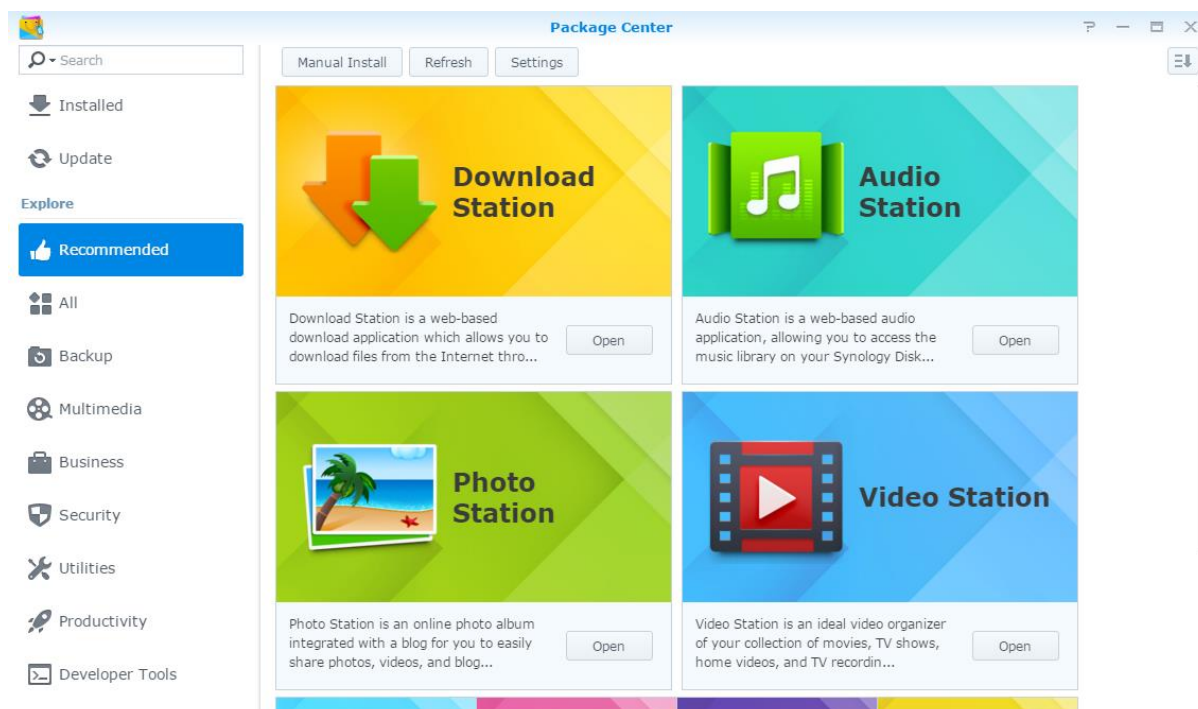 Package Center
Search
Manual Install
Refresh
Settings
Installed
Update
Explore
Recommended
All
Backup
Multimedia
Business
Security
Utilities
Productivity
Developer Tools
Download
Station
Download Station is a web-based
download application which allows you to
download files from the Internet thro...
Open
Audio
Station
Audio Station is a web-based audio
application, allowing you to access the
music library on your Synology Disk...
Open
Photo
Station
Photo Station is an online photo album
integrated with a blog for you to easily
share photos, videos, and blog...
Open
Video Station
Video Station is an ideal video organizer
of your collection of movies, TV shows,
home videos, and TV recordin...
Open